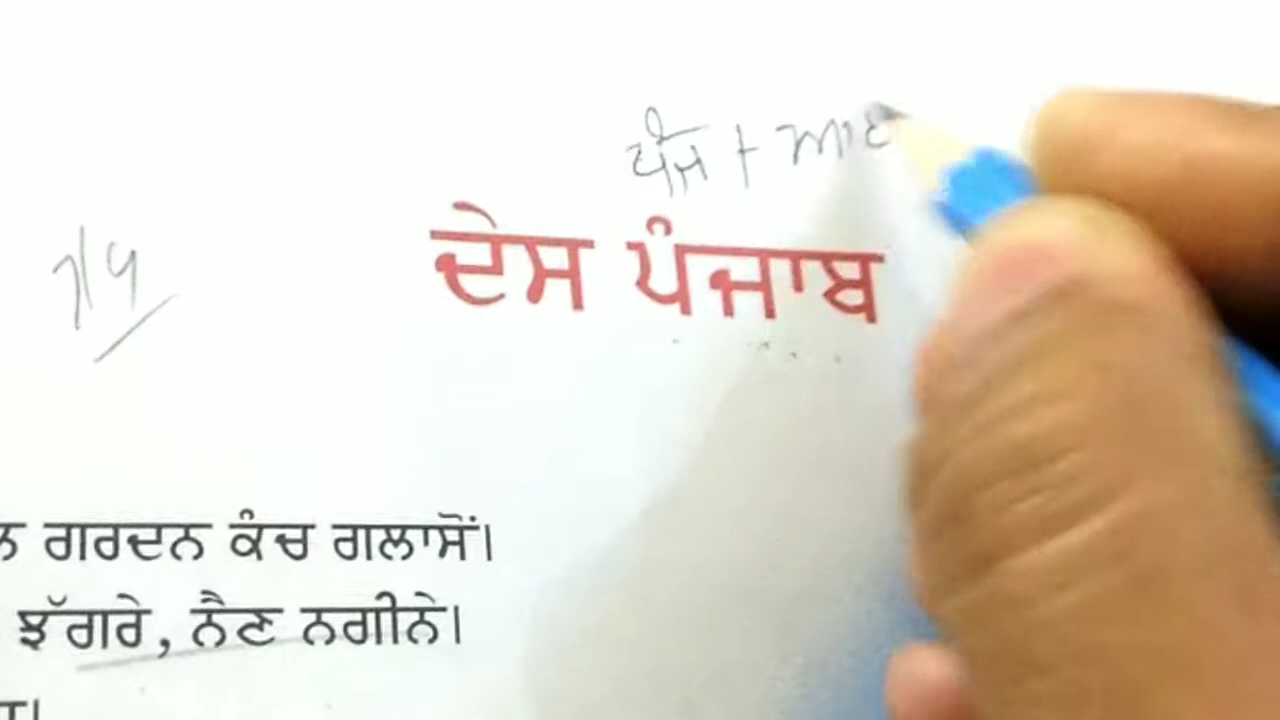 ਪੰਜ + ਆਬ
ਦੇਸ ਪੰਜਾਬ
ਗਰਦਨ ਕੰਚ ਗਲਾਸੋਂ।
ਝੱਗਰੇ, ਨੈਣ ਨਗੀਨੇ।